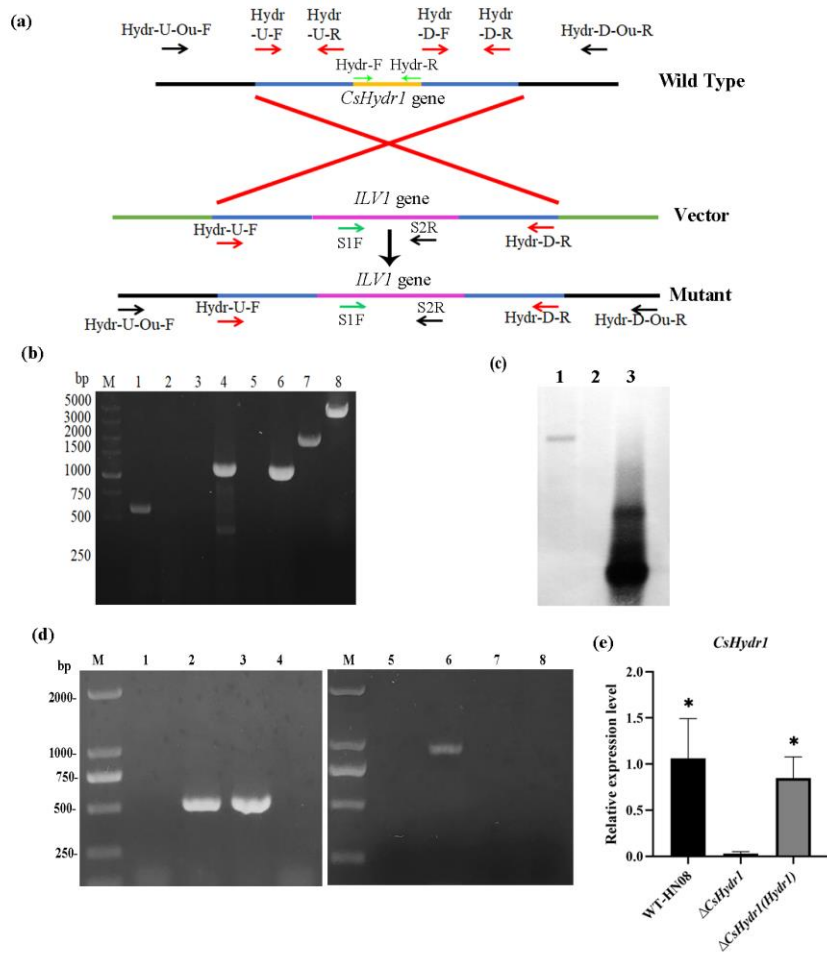 (a)
Hydr-U-Ou-F
Hydr
-U-F
Hydr
-U-R
Hydr
-D-F
Hydr
-D-R
Hydr-D-Ou-R
Hydr-F
Hydr-R
CsHydr1 gene
Wild Type
ILV1 gene
Vector
Hydr-U-F
S1F
S2R
Hydr-D-R
ILV1 gene
Mutant
Hydr-U-Ou-F
Hydr-U-F
S1F
S2R
Hydr-D-R
Hydr-D-Ou-R
(b)
bp M 1 2 3 4 5 6 7 8
5000
3000
2000
1500
1000
750
500
250
(c)
1 2 3
(d)
bp M 1 2 3 4 M 5 6 7 8
2000-
1000-
750-
500-
250-
(e)
CsHydr1
Relative expression level
2.0
1.5
1.0
0.5
0.0
* *
WT-HN08
ΔCsHydr1
ΔCsHydr1(Hydr1)